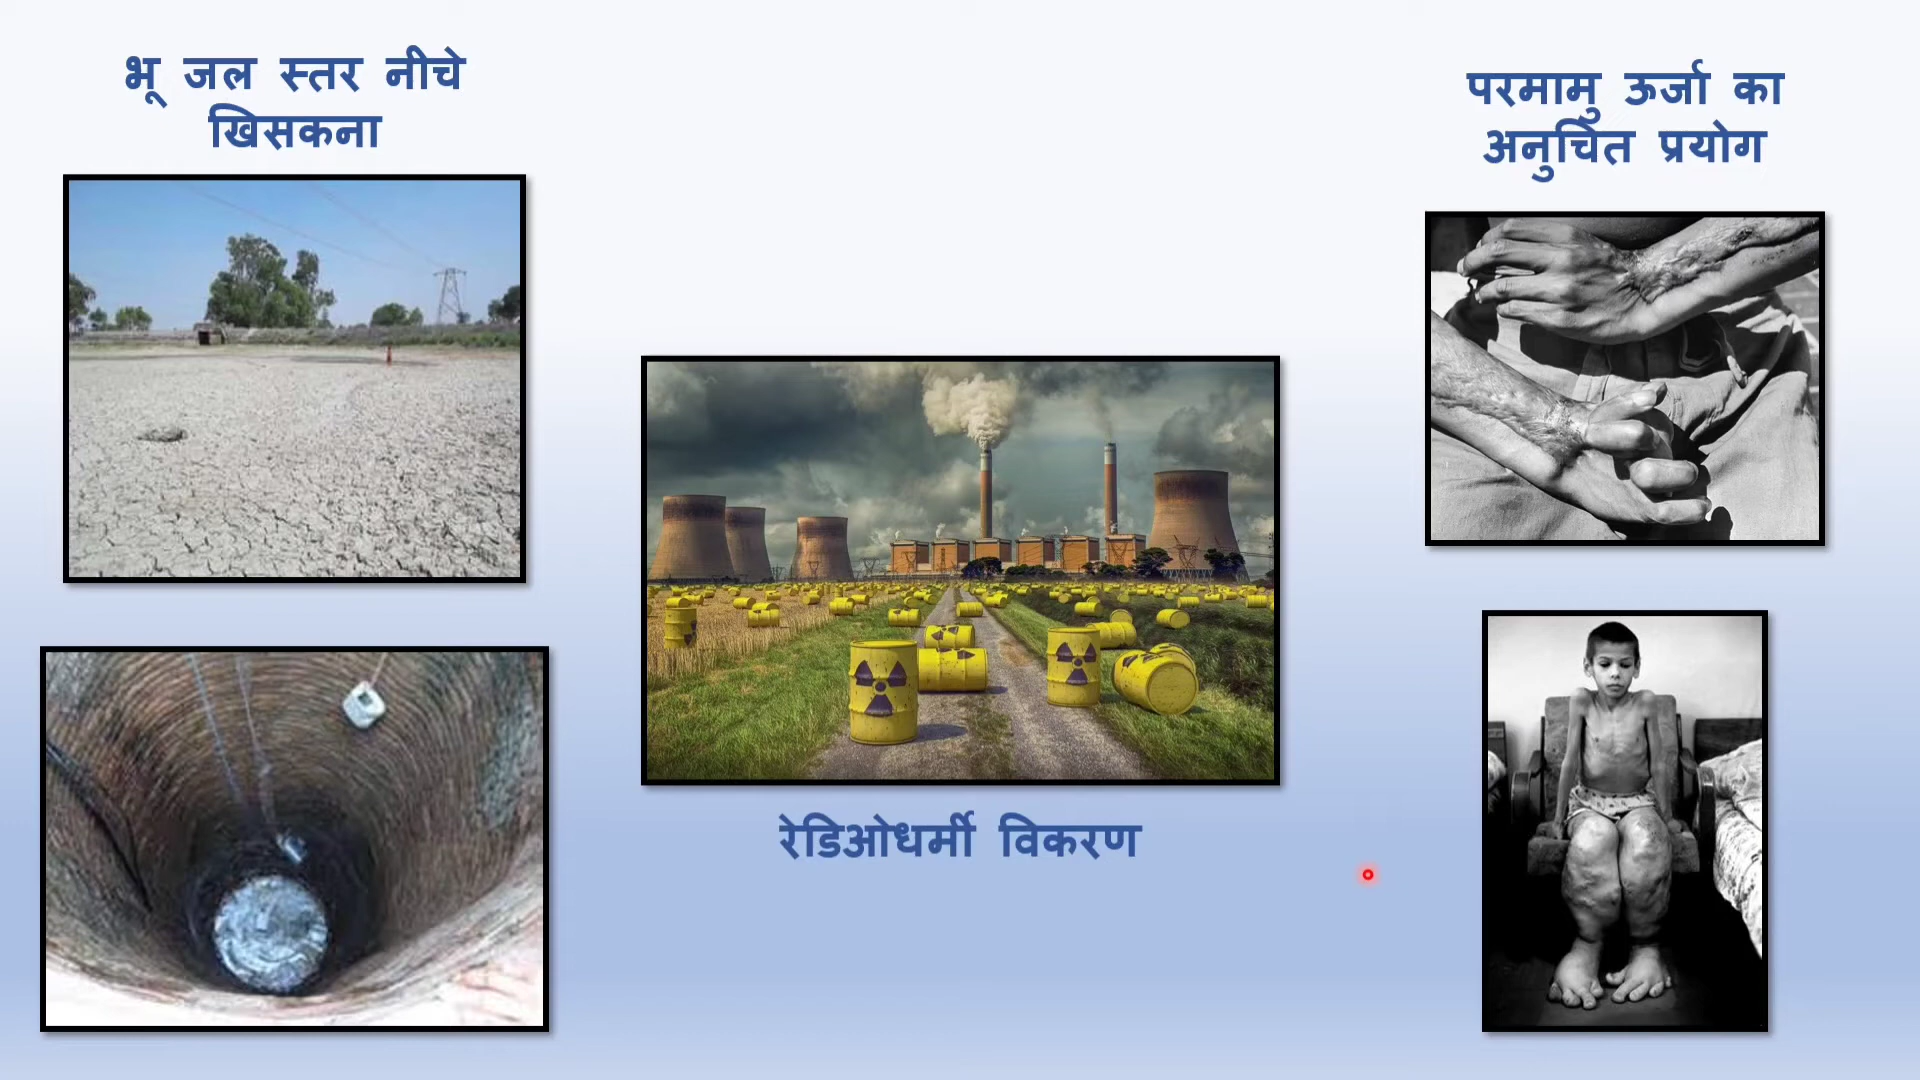 भू जल स्तर नीचे
खिसकना
परमामु ऊर्जा का
अनुचित प्रयोग
रेडिओधर्मी विकरण